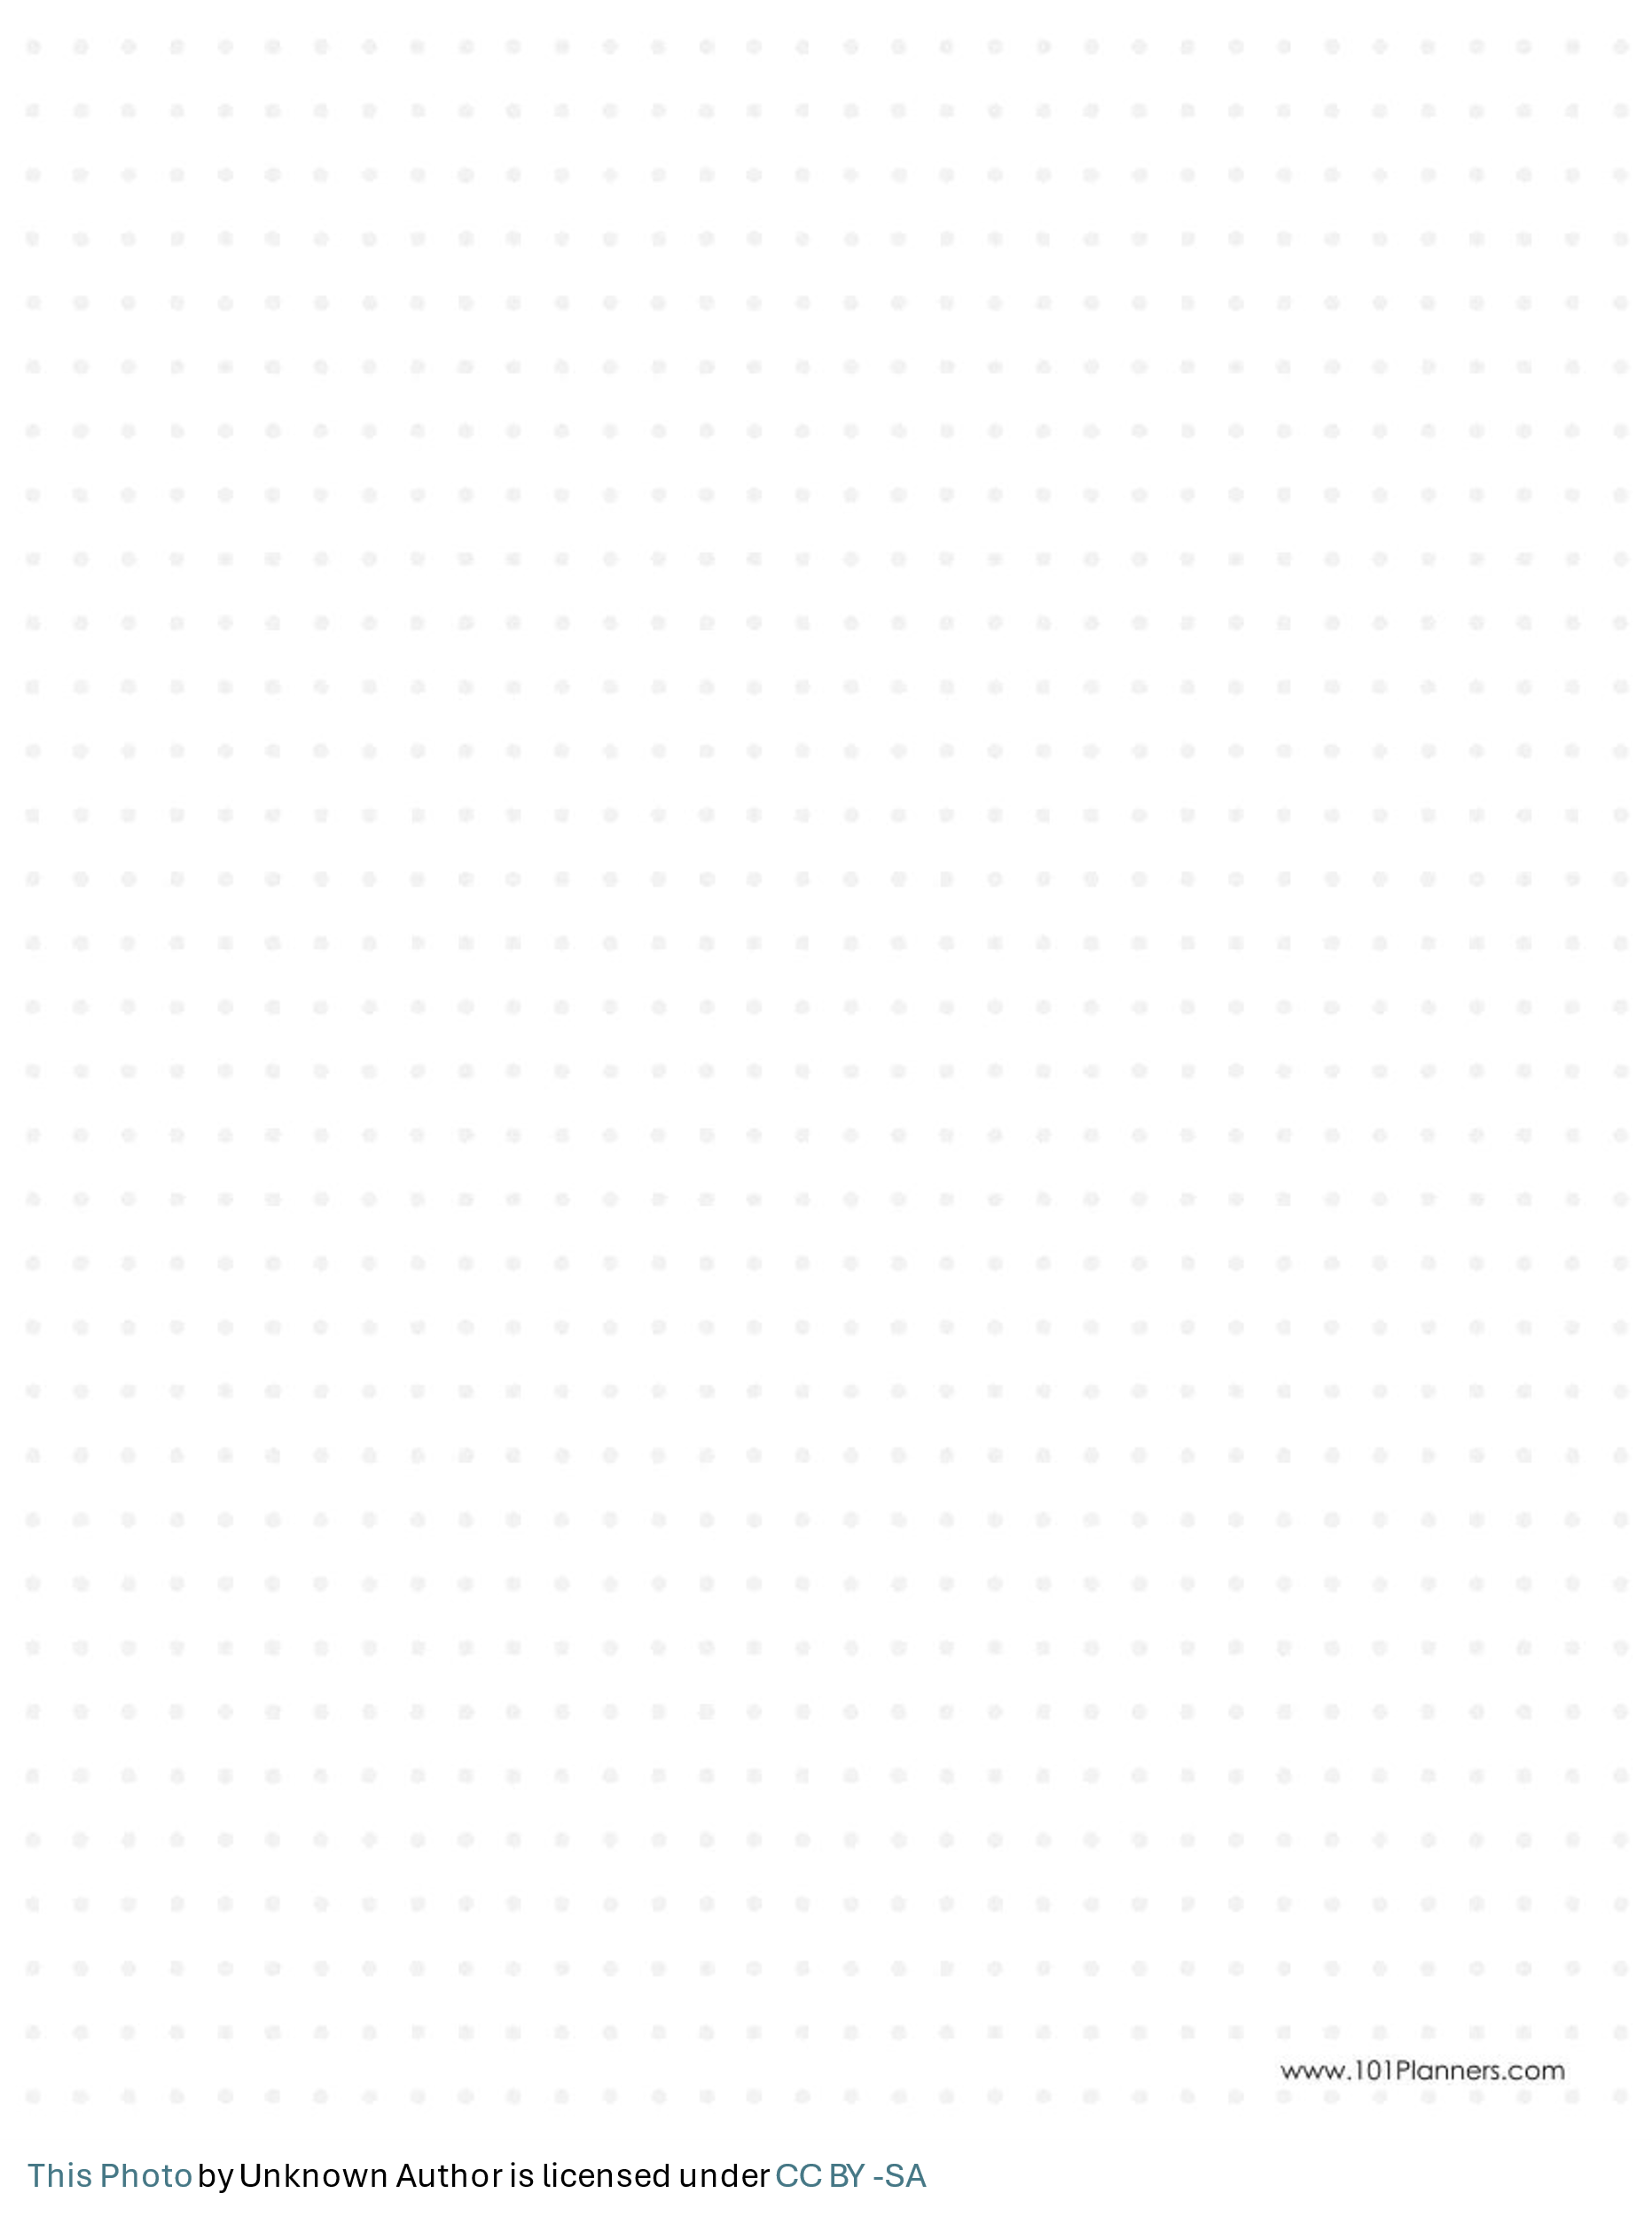 www.101Planners.com
This Photo by Unknown Author is licensed under CC BY -SA